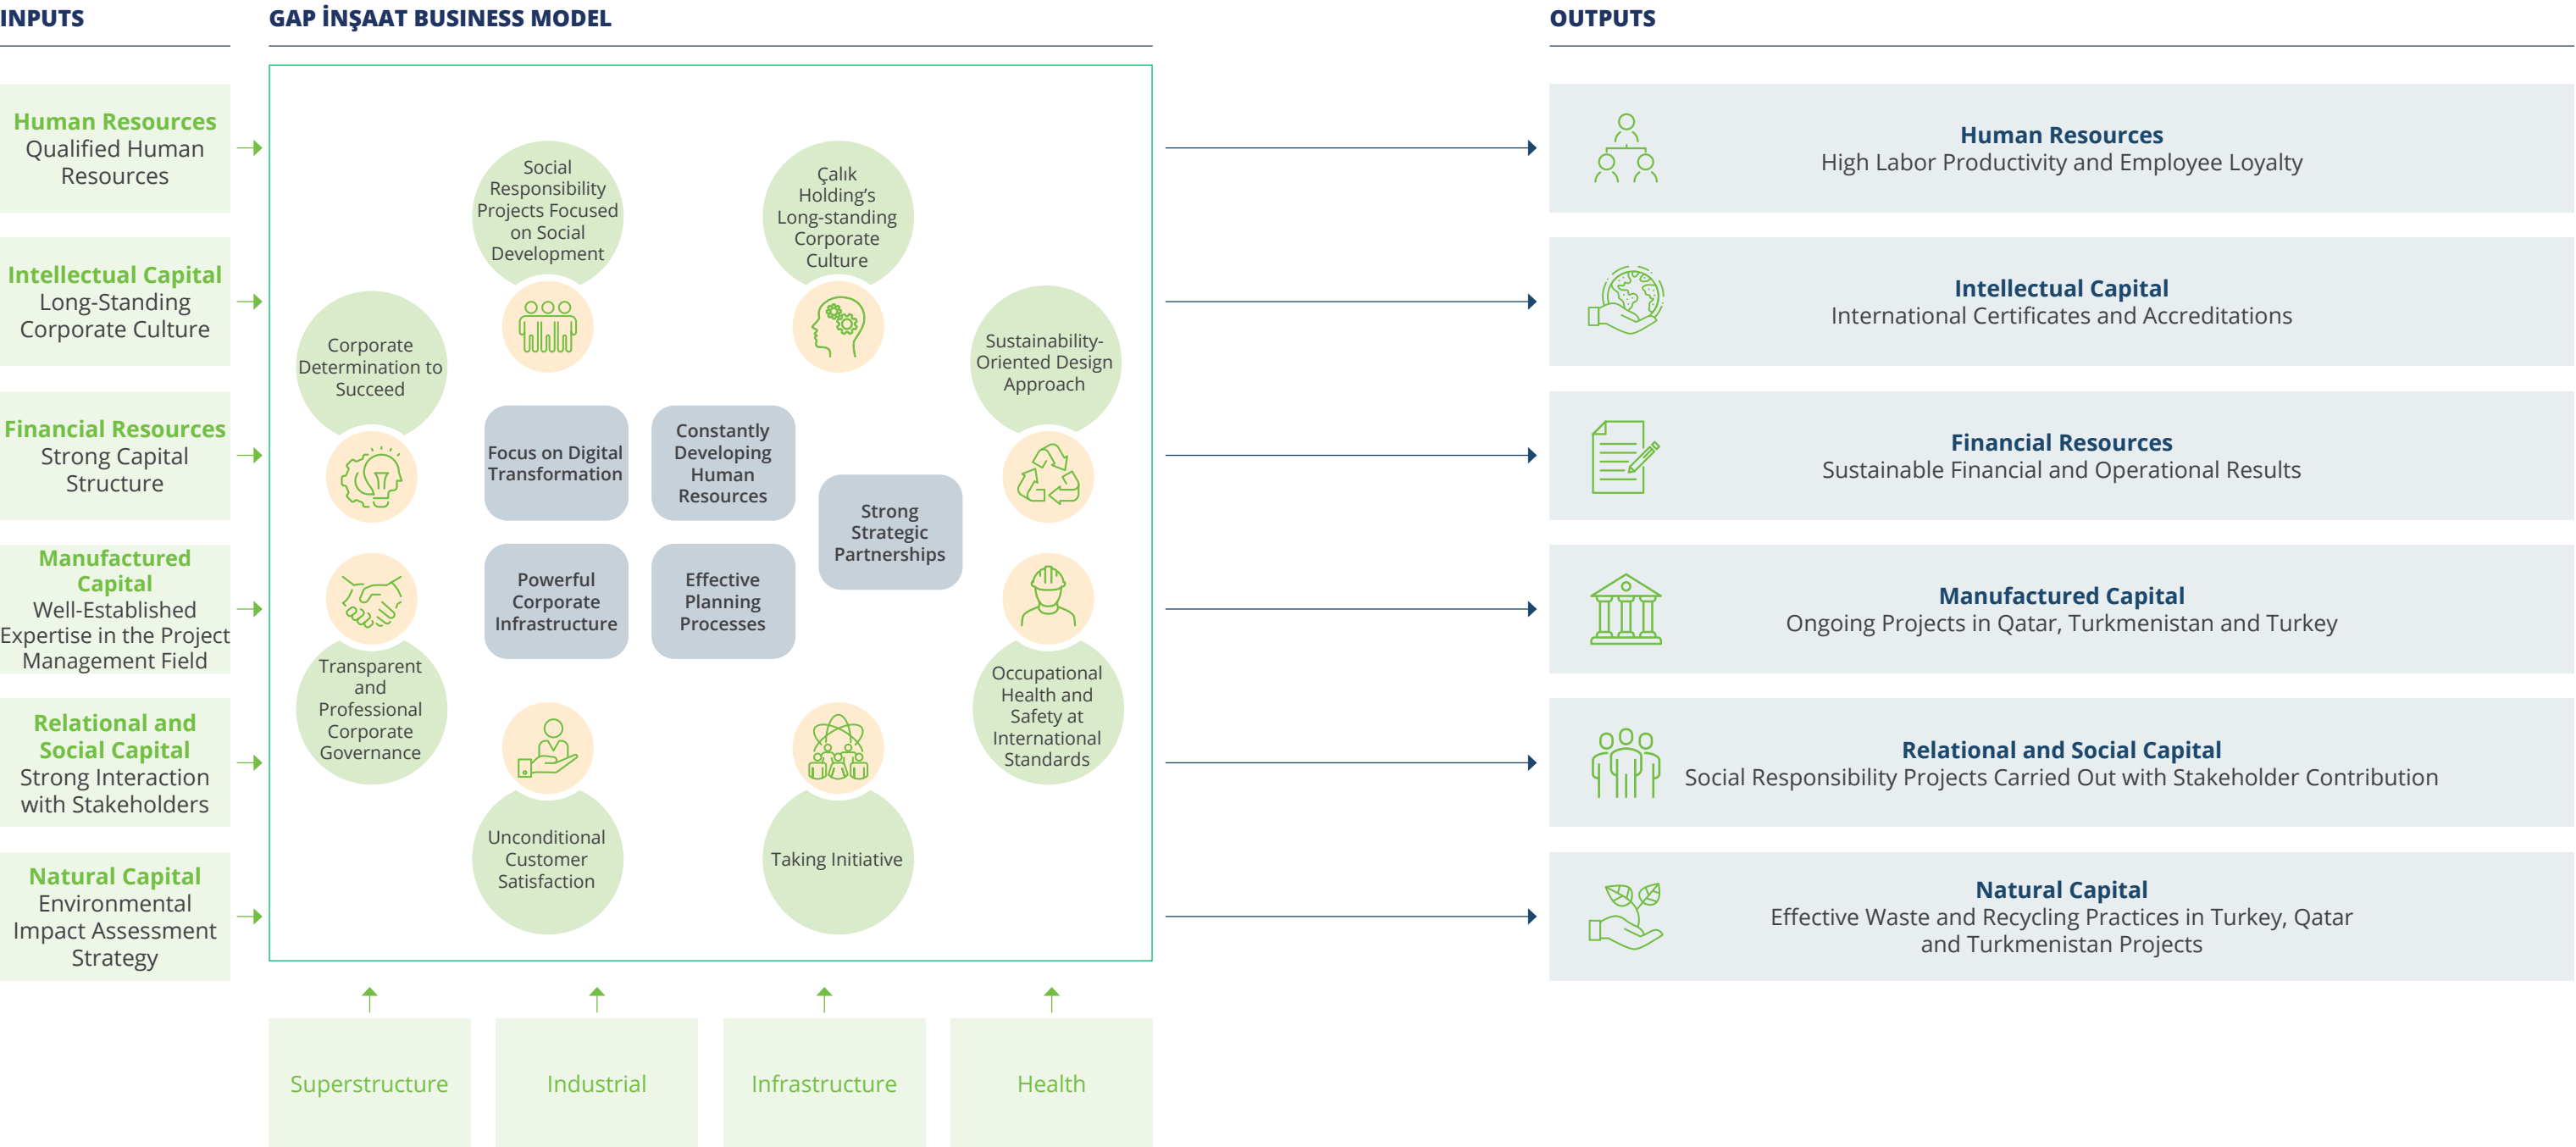 INPUTS
GAP İNŞAAT BUSINESS MODEL
OUTPUTS
Human Resources
Qualified Human
Resources
Intellectual Capital
Long-Standing
Corporate Culture
Financial Resources
Strong Capital
Structure
Manufactured
Capital
Well-Established
Expertise in the Project
Management Field
Relational and
Social Capital
Strong Interaction
with Stakeholders
Natural Capital
Environmental
Impact Assessment
Strategy
Social
Responsibility
Projects Focused
on Social
Development
Çalık
Holding’s
Long-standing
Corporate
Culture
Corporate
Determination to
Succeed
Sustainability-
Oriented Design
Approach
Focus on Digital
Transformation
Constantly
Developing
Human
Resources
Strong
Strategic
Partnerships
Powerful
Corporate
Infrastructure
Effective
Planning
Processes
Transparent
and
Professional
Corporate
Governance
Occupational
Health and
Safety at
International
Standards
Unconditional
Customer
Satisfaction
Taking Initiative
Superstructure
Industrial
Infrastructure
Health
Human Resources
High Labor Productivity and Employee Loyalty
Intellectual Capital
International Certificates and Accreditations
Financial Resources
Sustainable Financial and Operational Results
Manufactured Capital
Ongoing Projects in Qatar, Turkmenistan and Turkey
Relational and Social Capital
Social Responsibility Projects Carried Out with Stakeholder Contribution
Natural Capital
Effective Waste and Recycling Practices in Turkey, Qatar
and Turkmenistan Projects